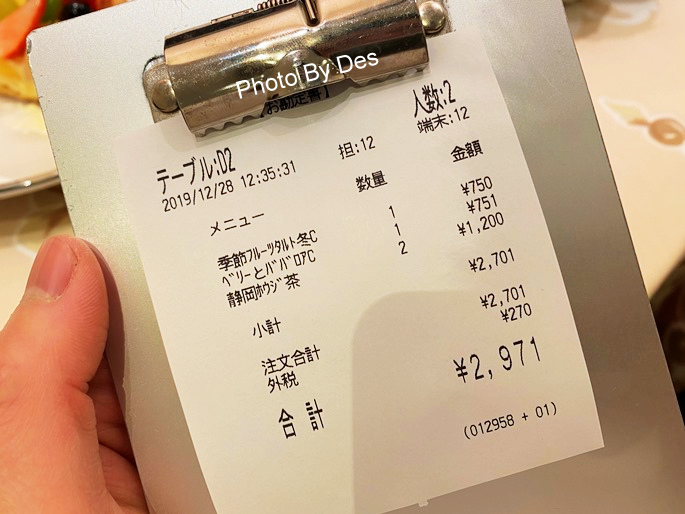 Photo By Des
【お勘定書】
テーブル:D2 人数:2
2019/12/28 12:35:31 担:12 端末:12
メニュー 数量 金額
季節フルーツタルト冬C 1 ¥750
ベリーとババロアC 1 ¥751
静岡ホウジ茶 2 ¥1,200
小計 ¥2,701
注文合計 ¥2,701
外税 ¥270
合計 ¥2,971
(012958 + 01)